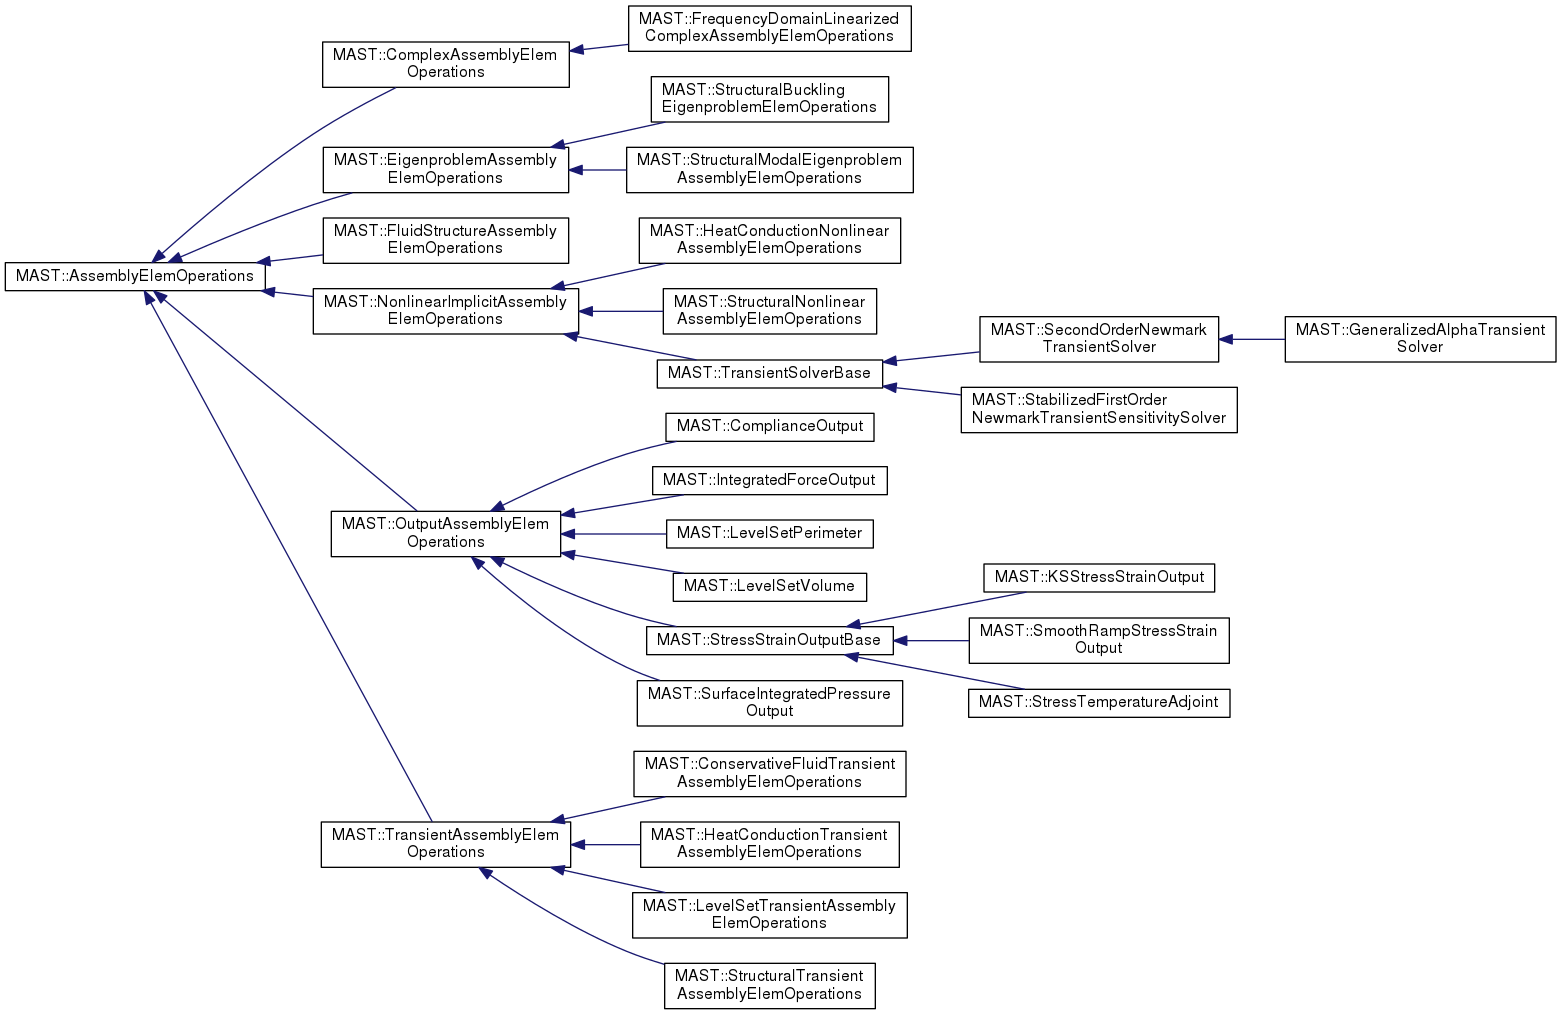 MAST::FrequencyDomainLinearized
ComplexAssemblyElemOperations
MAST::ComplexAssemblyElem
Operations
MAST::StructuralBuckling
EigenproblemElemOperations
MAST::EigenproblemAssembly
ElemOperations
MAST::StructuralModalEigenproblem
AssemblyElemOperations
MAST::FluidStructureAssembly
ElemOperations
MAST::HeatConductionNonlinear
AssemblyElemOperations
MAST::AssemblyElemOperations
MAST::NonlinearImplicitAssembly
ElemOperations
MAST::StructuralNonlinear
AssemblyElemOperations
MAST::SecondOrderNewmark
TransientSolver
MAST::GeneralizedAlphaTransient
Solver
MAST::TransientSolverBase
MAST::StabilizedFirstOrder
NewmarkTransientSensitivitySolver
MAST::ComplianceOutput
MAST::IntegratedForceOutput
MAST::OutputAssemblyElem
Operations
MAST::LevelSetPerimeter
MAST::LevelSetVolume
MAST::KSStressStrainOutput
MAST::StressStrainOutputBase
MAST::SmoothRampStressStrain
Output
MAST::SurfaceIntegratedPressure
Output
MAST::StressTemperatureAdjoint
MAST::ConservativeFluidTransient
AssemblyElemOperations
MAST::TransientAssemblyElem
Operations
MAST::HeatConductionTransient
AssemblyElemOperations
MAST::LevelSetTransientAssembly
ElemOperations
MAST::StructuralTransient
AssemblyElemOperations